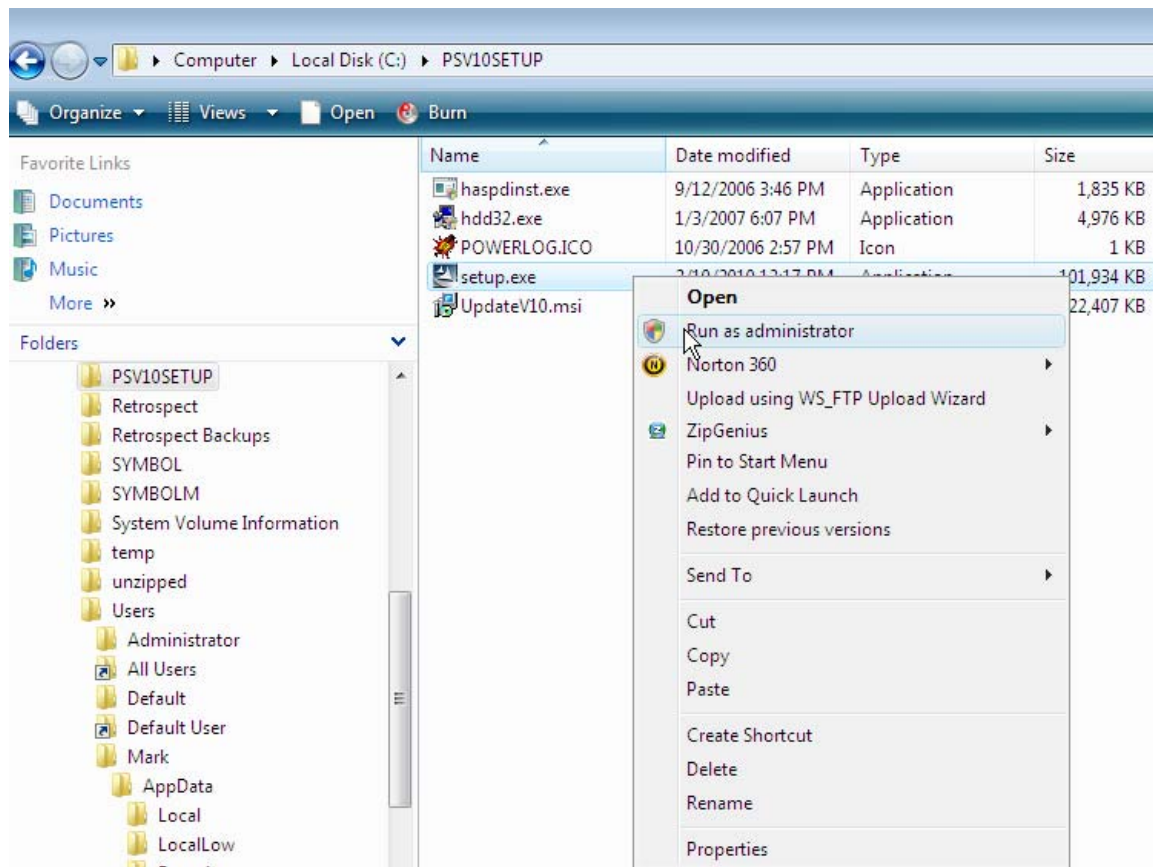 Computer Local Disk (C:) PSV10SETUP
Organize Views Open Burn
Favorite Links
Documents
Pictures
Music
More »
Folders
PSV10SETUP
Retrospect
Retrospect Backups
SYMBOL
SYMBOLM
System Volume Information
temp
unzipped
Users
Administrator
All Users
Default
Default User
Mark
AppData
Local
LocalLow
Name Date modified Type Size
haspdinst.exe 9/12/2006 3:46 PM Application 1,835 KB
hdd32.exe 1/3/2007 6:07 PM Application 4,976 KB
POWERLOG.ICO 10/30/2006 2:57 PM Icon 1 KB
setup.exe Application 101,934 KB
UpdateV10.msi 22,407 KB
Open
Run as administrator
Norton 360
Upload using WS_FTP Upload Wizard
ZipGenius
Pin to Start Menu
Add to Quick Launch
Restore previous versions
Send To
Cut
Copy
Paste
Create Shortcut
Delete
Rename
Properties